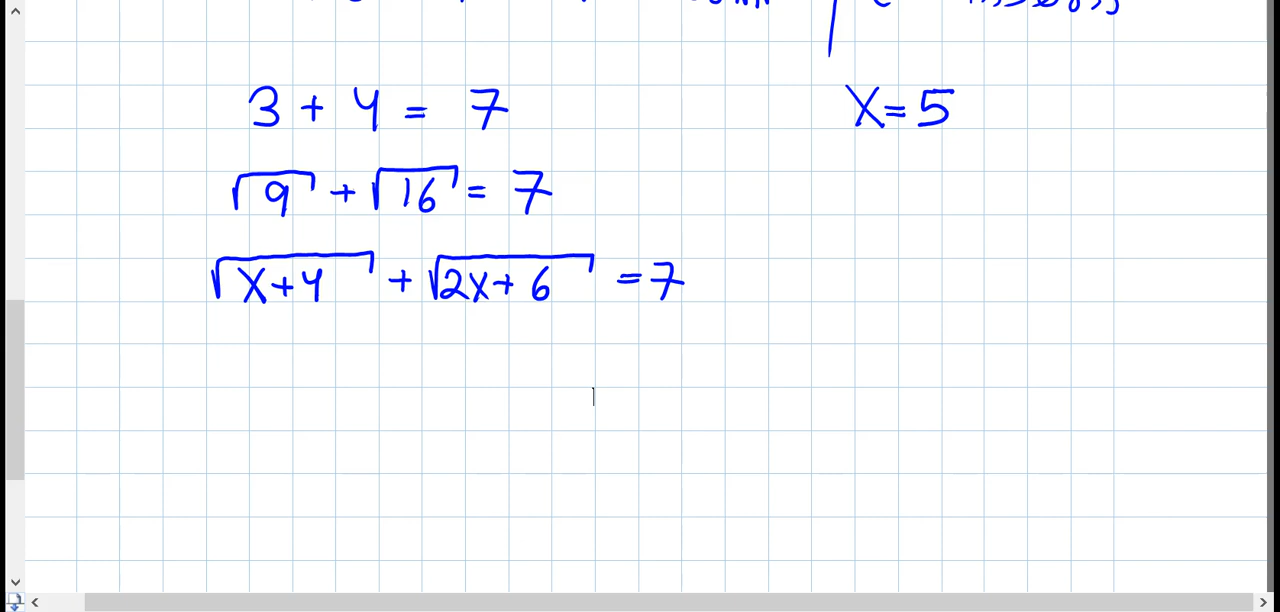 3 + 4 = 7
X = 5
√9 + √16 = 7
√X+4 + √2X+6 = 7